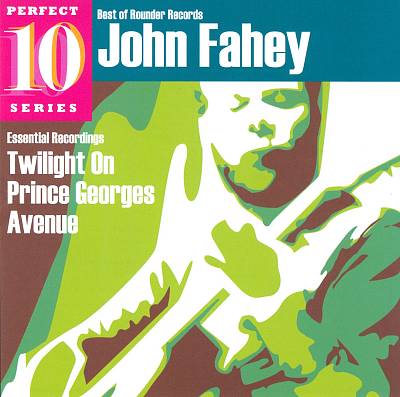 PERFECT
10
SERIES
Best of Rounder Records
John Fahey
Essential Recordings
Twilight On
Prince Georges
Avenue